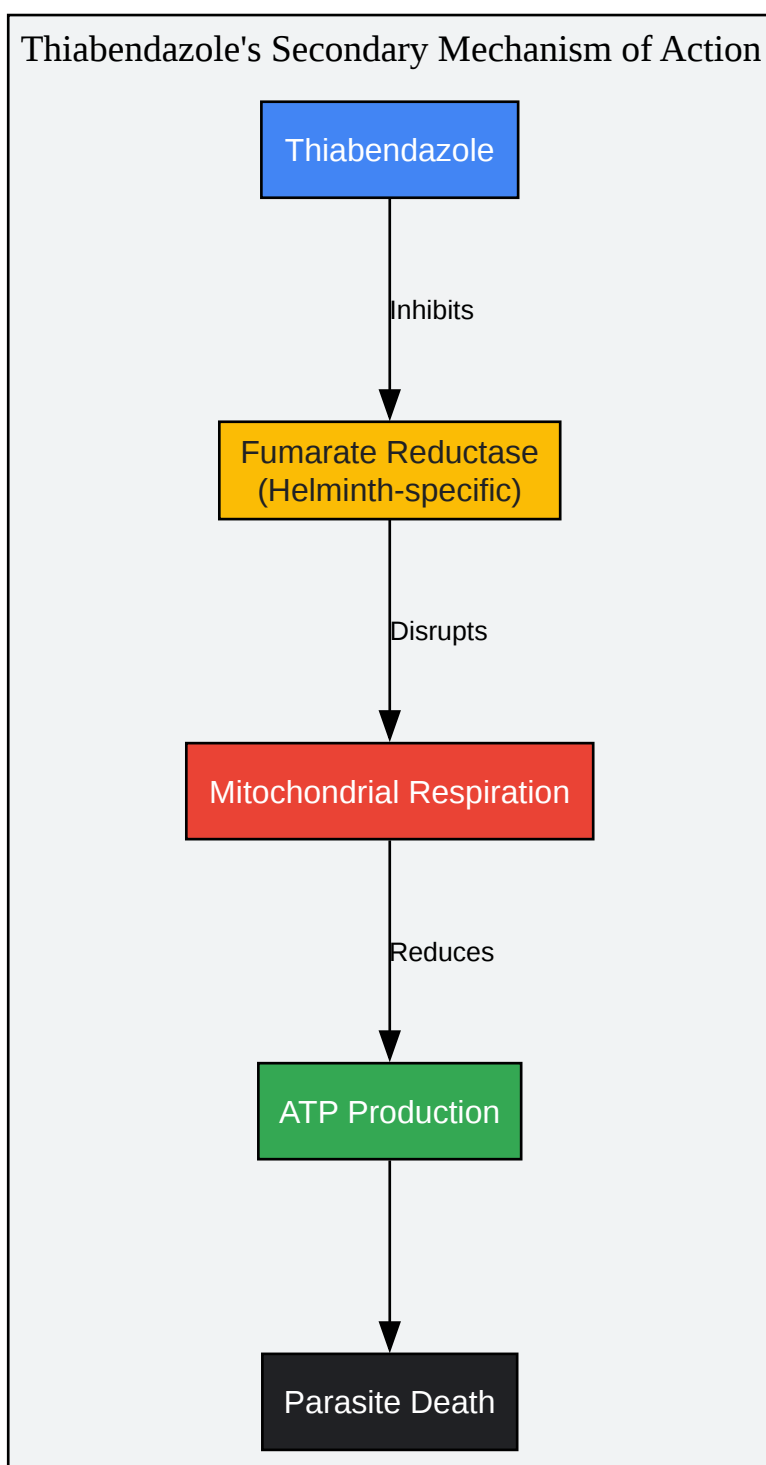 Thiabendazole's Secondary Mechanism of Action
Thiabendazole
Inhibits
Fumarate Reductase
(Helminth-specific)
Disrupts
Mitochondrial Respiration
Reduces
ATP Production
Parasite Death